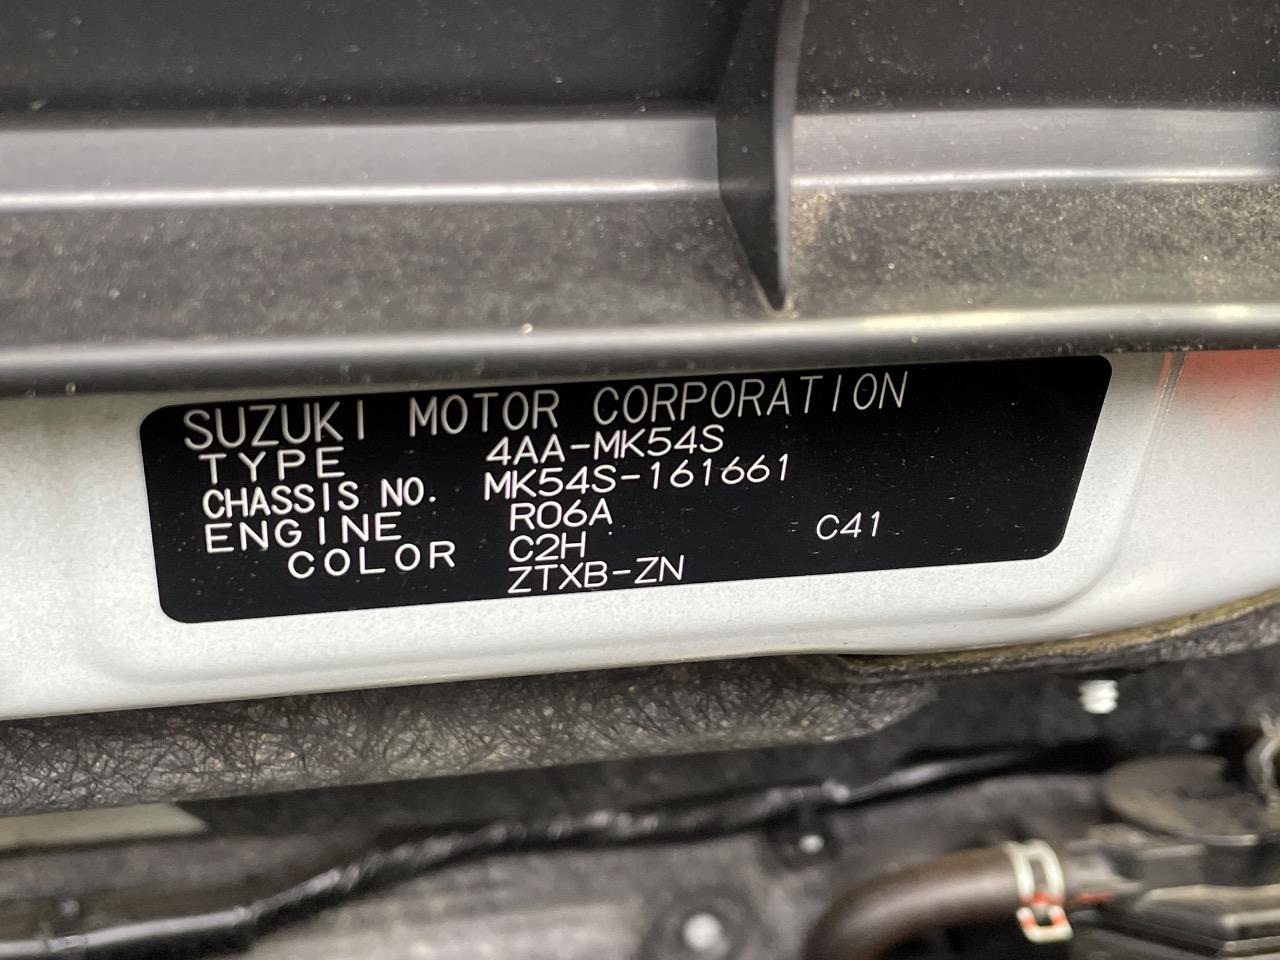 SUZUKI MOTOR CORPORATION
TYPE 4AA-MK54S
CHASSIS NO. MK54S-161661
ENGINE R06A
COLOR C2H C41
ZTXB-ZN